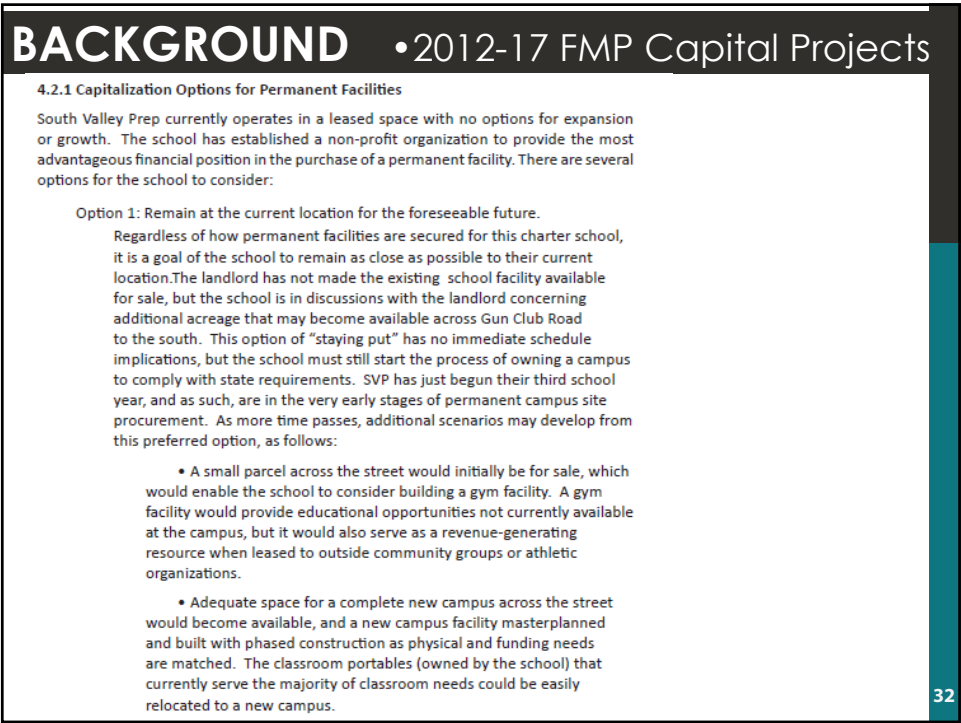 BACKGROUND •2012-17 FMP Capital Projects
4.2.1 Capitalization Options for Permanent Facilities
South Valley Prep currently operates in a leased space with no options for expansion
or growth. The school has established a non-profit organization to provide the most
advantageous financial position in the purchase of a permanent facility. There are several
options for the school to consider:
Option 1: Remain at the current location for the foreseeable future.
Regardless of how permanent facilities are secured for this charter school,
it is a goal of the school to remain as close as possible to their current
location.The landlord has not made the existing school facility available
for sale, but the school is in discussions with the landlord concerning
additional acreage that may become available across Gun Club Road
to the south. This option of “staying put” has no immediate schedule
implications, but the school must still start the process of owning a campus
to comply with state requirements. SVP has just begun their third school
year, and as such, are in the very early stages of permanent campus site
procurement. As more time passes, additional scenarios may develop from
this preferred option, as follows:
• A small parcel across the street would initially be for sale, which
would enable the school to consider building a gym facility. A gym
facility would provide educational opportunities not currently available
at the campus, but it would also serve as a revenue-generating
resource when leased to outside community groups or athletic
organizations.
• Adequate space for a complete new campus across the street
would become available, and a new campus facility masterplanned
and built with phased construction as physical and funding needs
are matched. The classroom portables (owned by the school) that
currently serve the majority of classroom needs could be easily
relocated to a new campus.
32